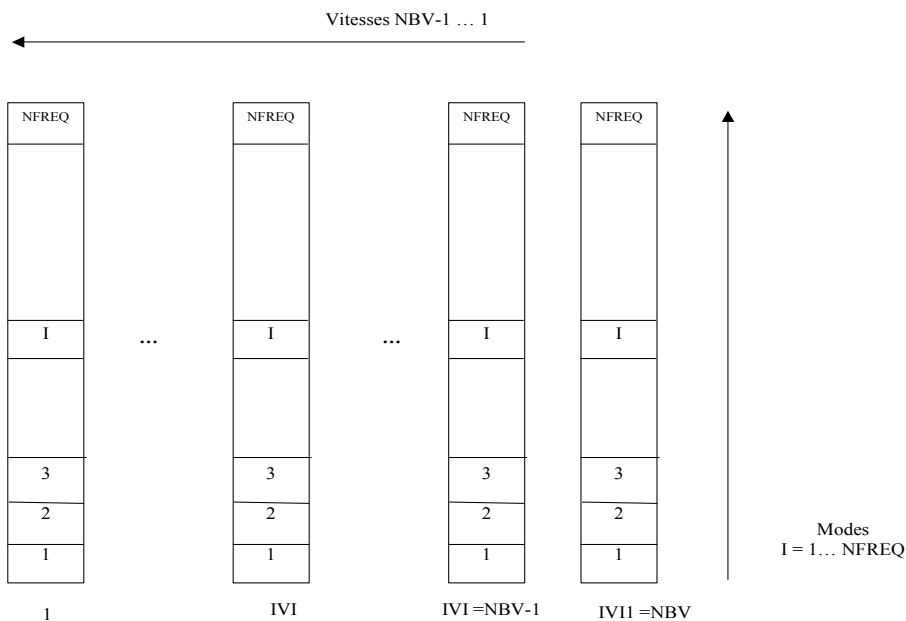 Vitesses NBV-1 … 1
NFREQ NFREQ NFREQ NFREQ
I ... I ... I I
3 3 3 3
2 2 2 2
1 1 1 1
Modes
I = 1… NFREQ
1 IVI IVI =NBV-1 IVI1 =NBV